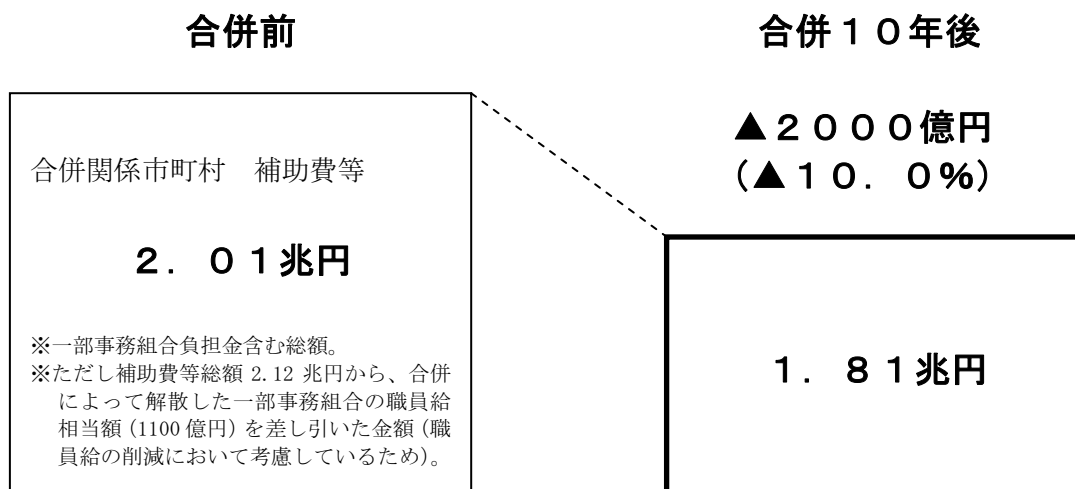 合併前
合併関係市町村　補助費等
２．０１兆円
※一部事務組合負担金含む総額。
※ただし補助費等総額 2.12 兆円から、合併
によって解散した一部事務組合の職員給
相当額 (1100 億円) を差し引いた金額 (職
員給の削減において考慮しているため)。
合併１０年後
▲２０００億円
（▲１０．０％）
１．８１兆円